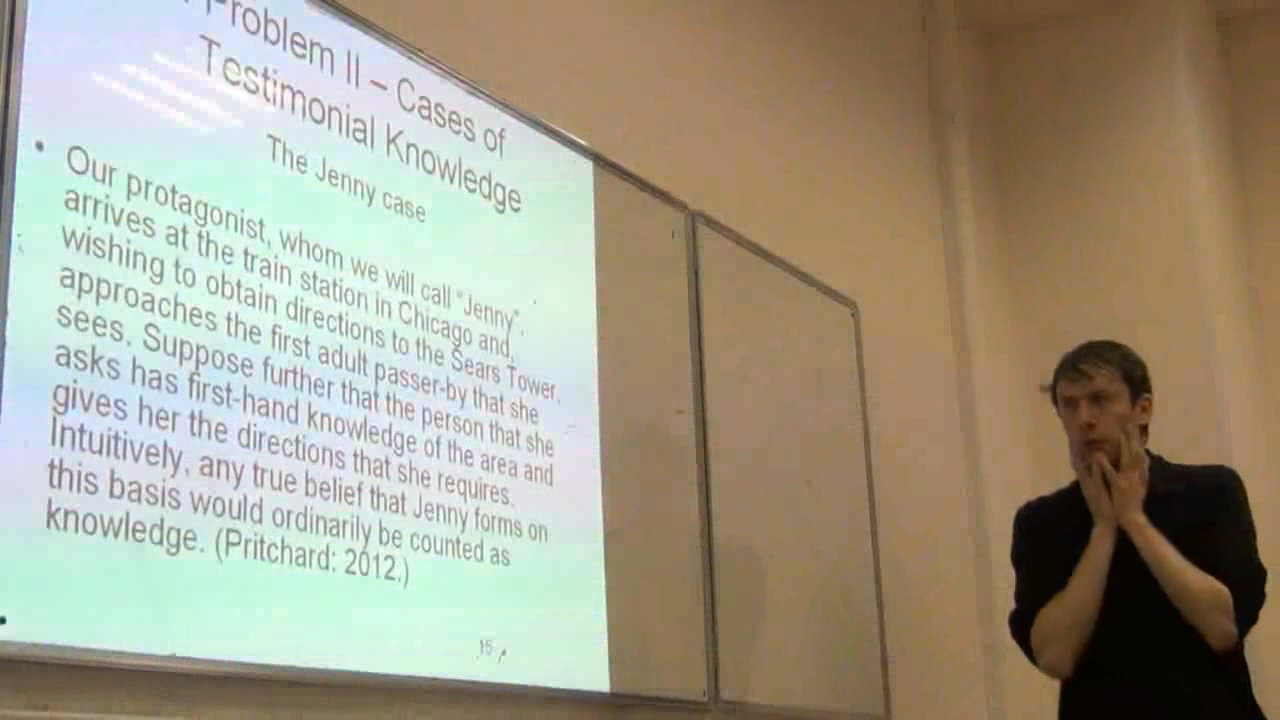 Problem II – Cases of
Testimonial Knowledge
The Jenny case
• Our protagonist, whom we will call "Jenny",
arrives at the train station in Chicago and,
wishing to obtain directions to the Sears Tower,
approaches the first adult passer-by that she
sees. Suppose further that the person that she
asks has first-hand knowledge of the area and
gives her the directions that she requires.
Intuitively, any true belief that Jenny forms on
this basis would ordinarily be counted as
knowledge. (Pritchard: 2012.)
15